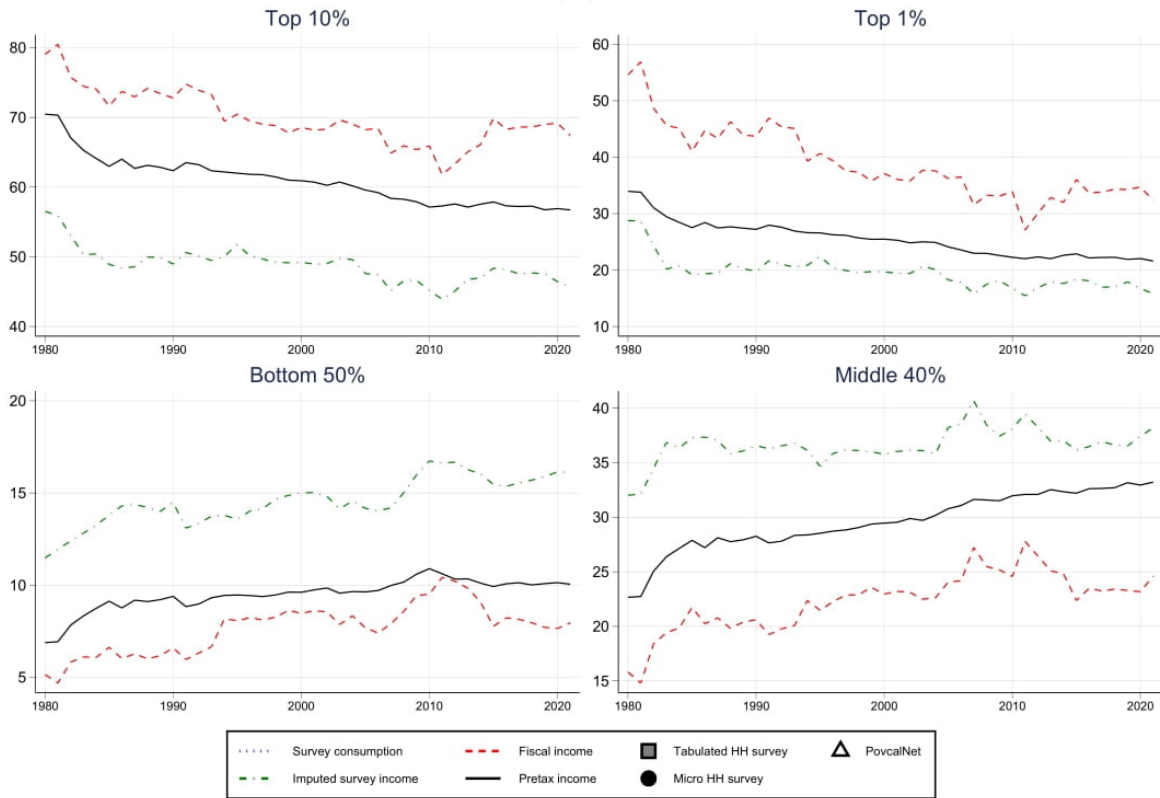 Top 10%
80
70
60
50
40
1980 1990 2000 2010 2020
Top 1%
60
50
40
30
20
10
1980 1990 2000 2010 2020
Bottom 50%
20
15
10
5
1980 1990 2000 2010 2020
Middle 40%
40
35
30
25
20
15
1980 1990 2000 2010 2020
Survey consumption Fiscal income Tabulated HH survey PovcalNet
Imputed survey income Pretax income Micro HH survey